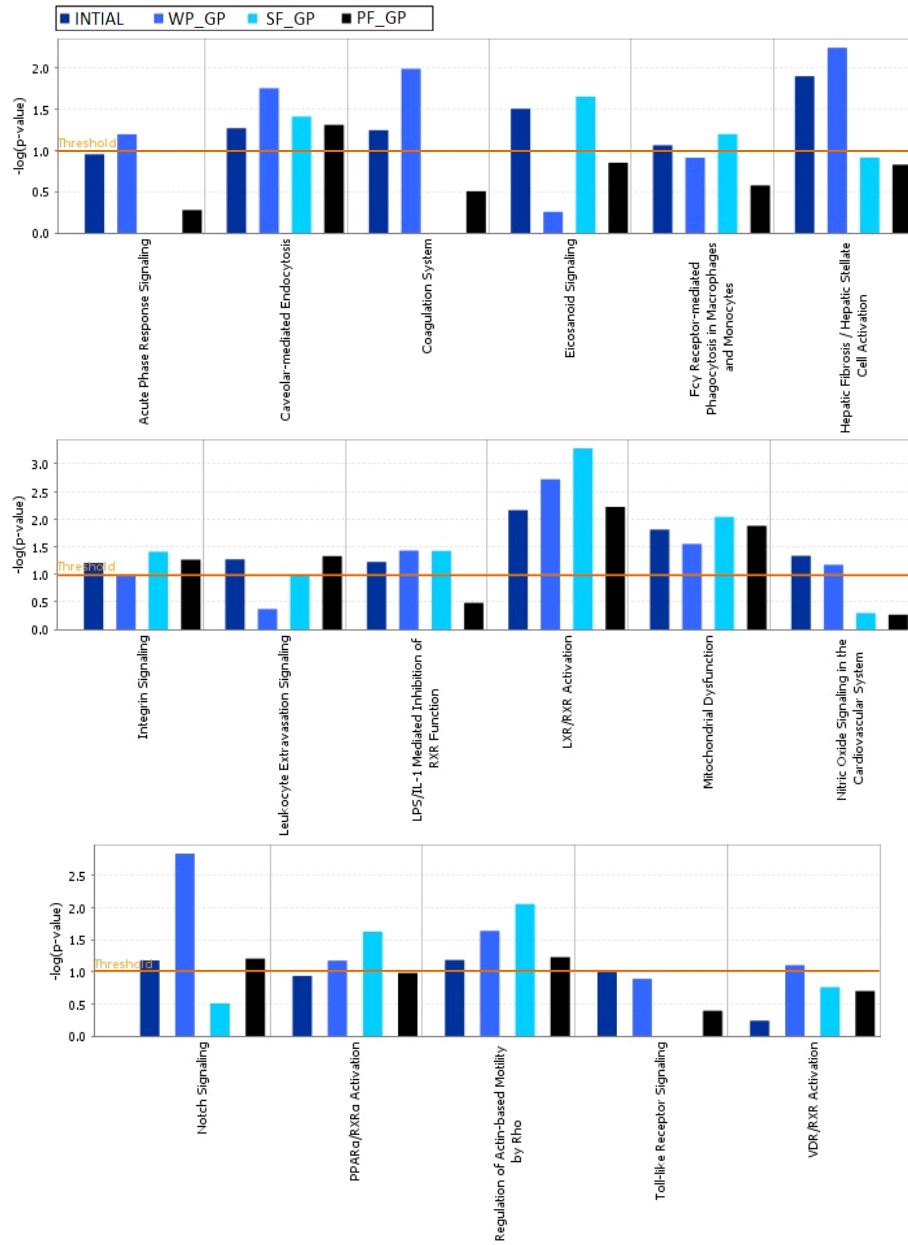 INTIAL WP_GP SF_GP PF_GP
-log(p-value)
2.0
1.5
1.0
0.5
0.0
Threshold
Acute Phase Response Signaling
Caveolar-mediated Endocytosis
Coagulation System
Eicosanoid Signaling
Fcγ Receptor-mediated
Phagocytosis in Macrophages
and Monocytes
Hepatic Fibrosis / Hepatic Stellate
Cell Activation
-log(p-value)
3.0
2.5
2.0
1.5
1.0
0.5
0.0
Threshold
Integrin Signaling
Leukocyte Extravasation Signaling
LPS/IL-1 Mediated Inhibition of
RXR Function
LXR/RXR Activation
Mitochondrial Dysfunction
Nitric Oxide Signaling in the
Cardiovascular System
-log(p-value)
2.5
2.0
1.5
1.0
0.5
0.0
Threshold
Notch Signaling
PPARα/RXRα Activation
Regulation of Actin-based Motility
by Rho
Toll-like Receptor Signaling
VDR/RXR Activation